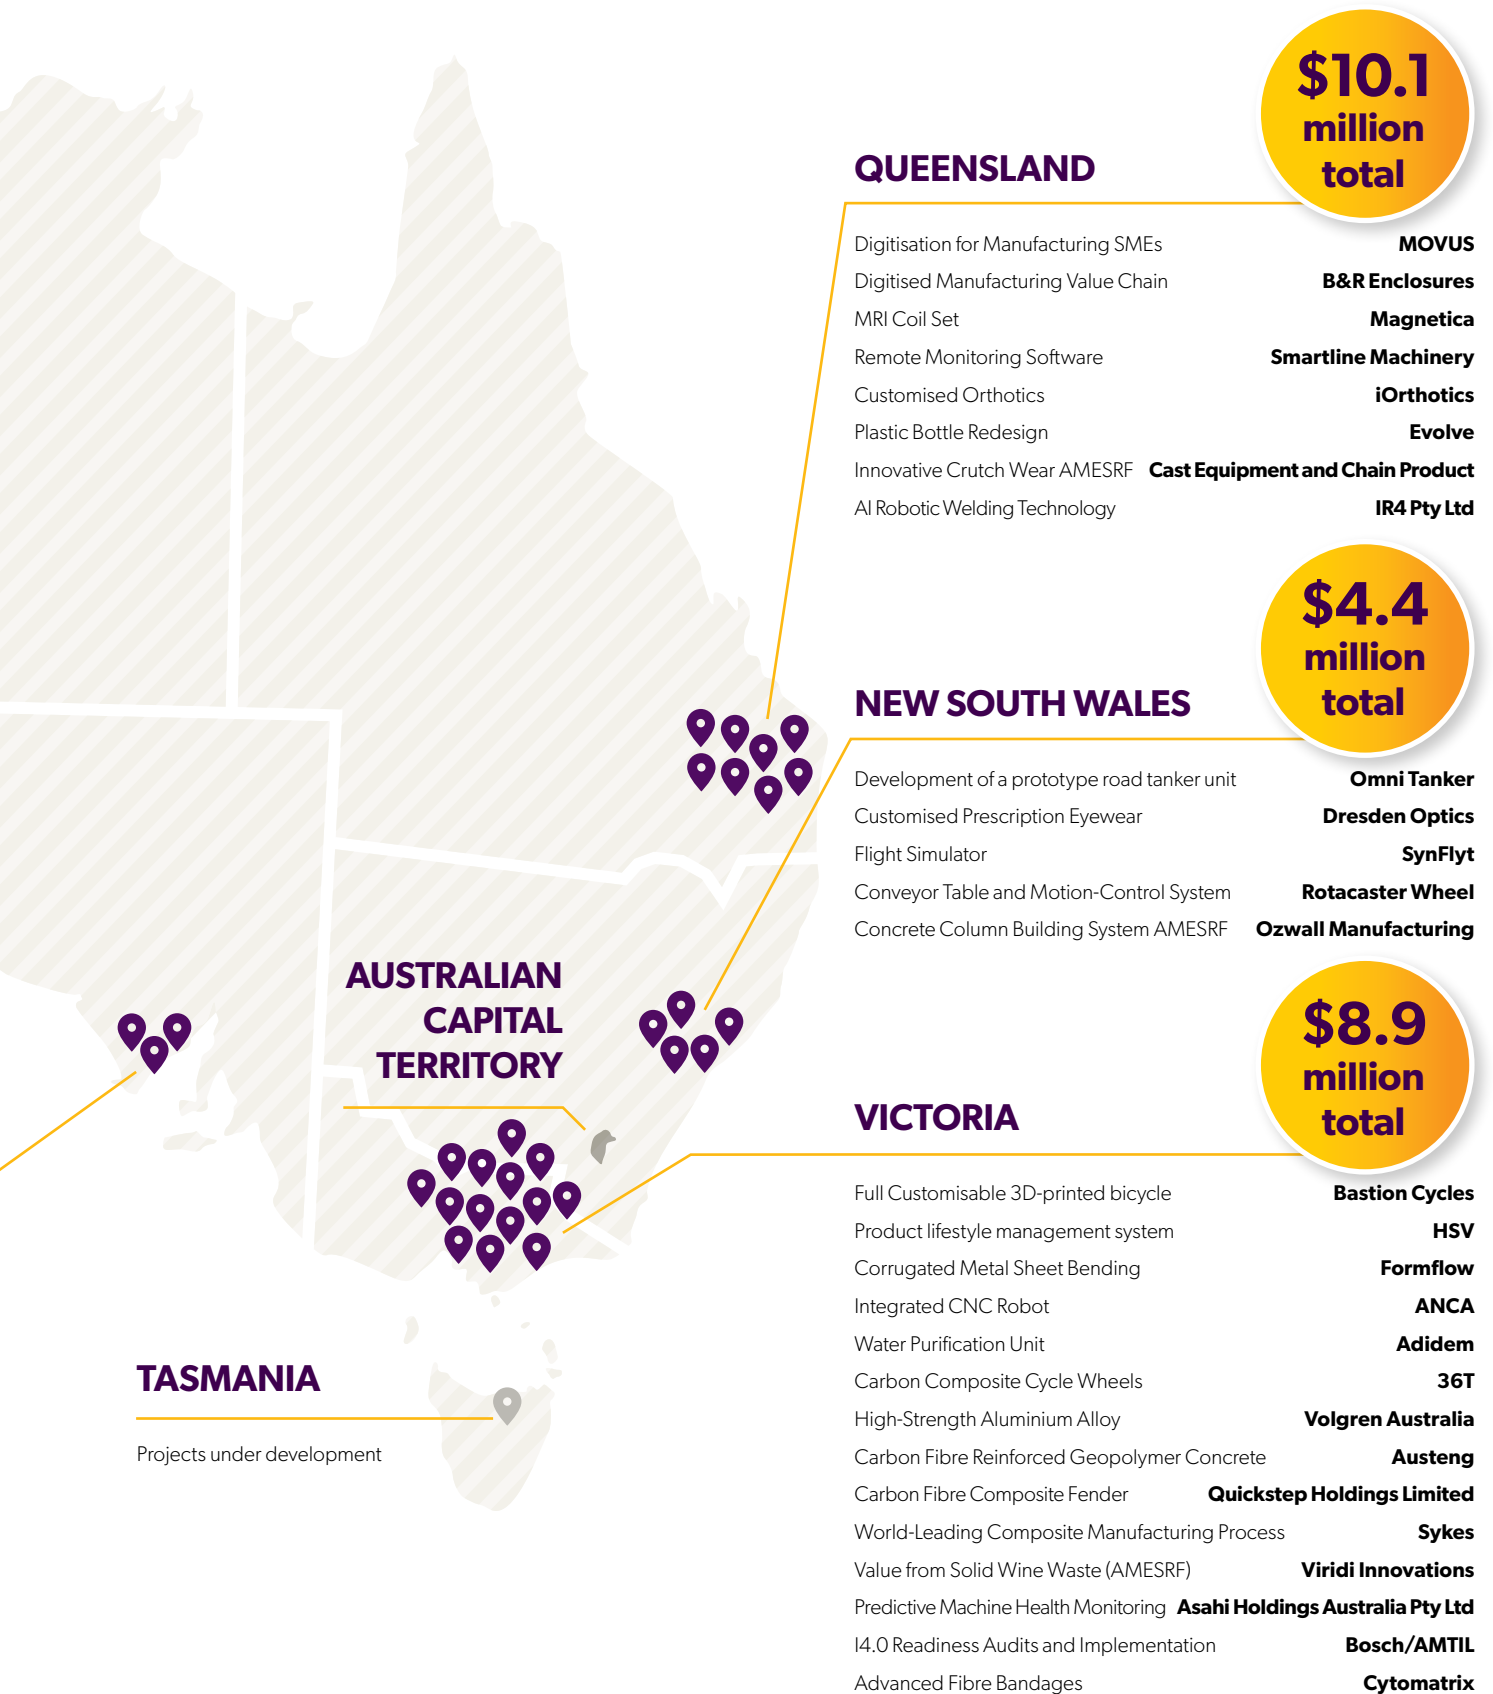 $10.1
million
total
QUEENSLAND
Digitisation for Manufacturing SMEs MOVUS
Digitised Manufacturing Value Chain B&R Enclosures
MRI Coil Set Magnetica
Remote Monitoring Software Smartline Machinery
Customised Orthotics iOrthotics
Plastic Bottle Redesign Evolve
Innovative Crutch Wear AMESRF Cast Equipment and Chain Product
AI Robotic Welding Technology IR4 Pty Ltd
$4.4
million
total
NEW SOUTH WALES
Development of a prototype road tanker unit Omni Tanker
Customised Prescription Eyewear Dresden Optics
Flight Simulator SynFlyt
Conveyor Table and Motion-Control System Rotacaster Wheel
Concrete Column Building System AMESRF Ozwall Manufacturing
AUSTRALIAN
CAPITAL
TERRITORY
$8.9
million
total
VICTORIA
Full Customisable 3D-printed bicycle Bastion Cycles
Product lifestyle management system HSV
Corrugated Metal Sheet Bending Formflow
Integrated CNC Robot ANCA
Water Purification Unit Adidem
Carbon Composite Cycle Wheels 36T
High-Strength Aluminium Alloy Volgren Australia
Carbon Fibre Reinforced Geopolymer Concrete Austeng
Carbon Fibre Composite Fender Quickstep Holdings Limited
World-Leading Composite Manufacturing Process Sykes
Value from Solid Wine Waste (AMESRF) Viridi Innovations
Predictive Machine Health Monitoring Asahi Holdings Australia Pty Ltd
I4.0 Readiness Audits and Implementation Bosch/AMTIL
Advanced Fibre Bandages Cytomatrix
TASMANIA
Projects under development